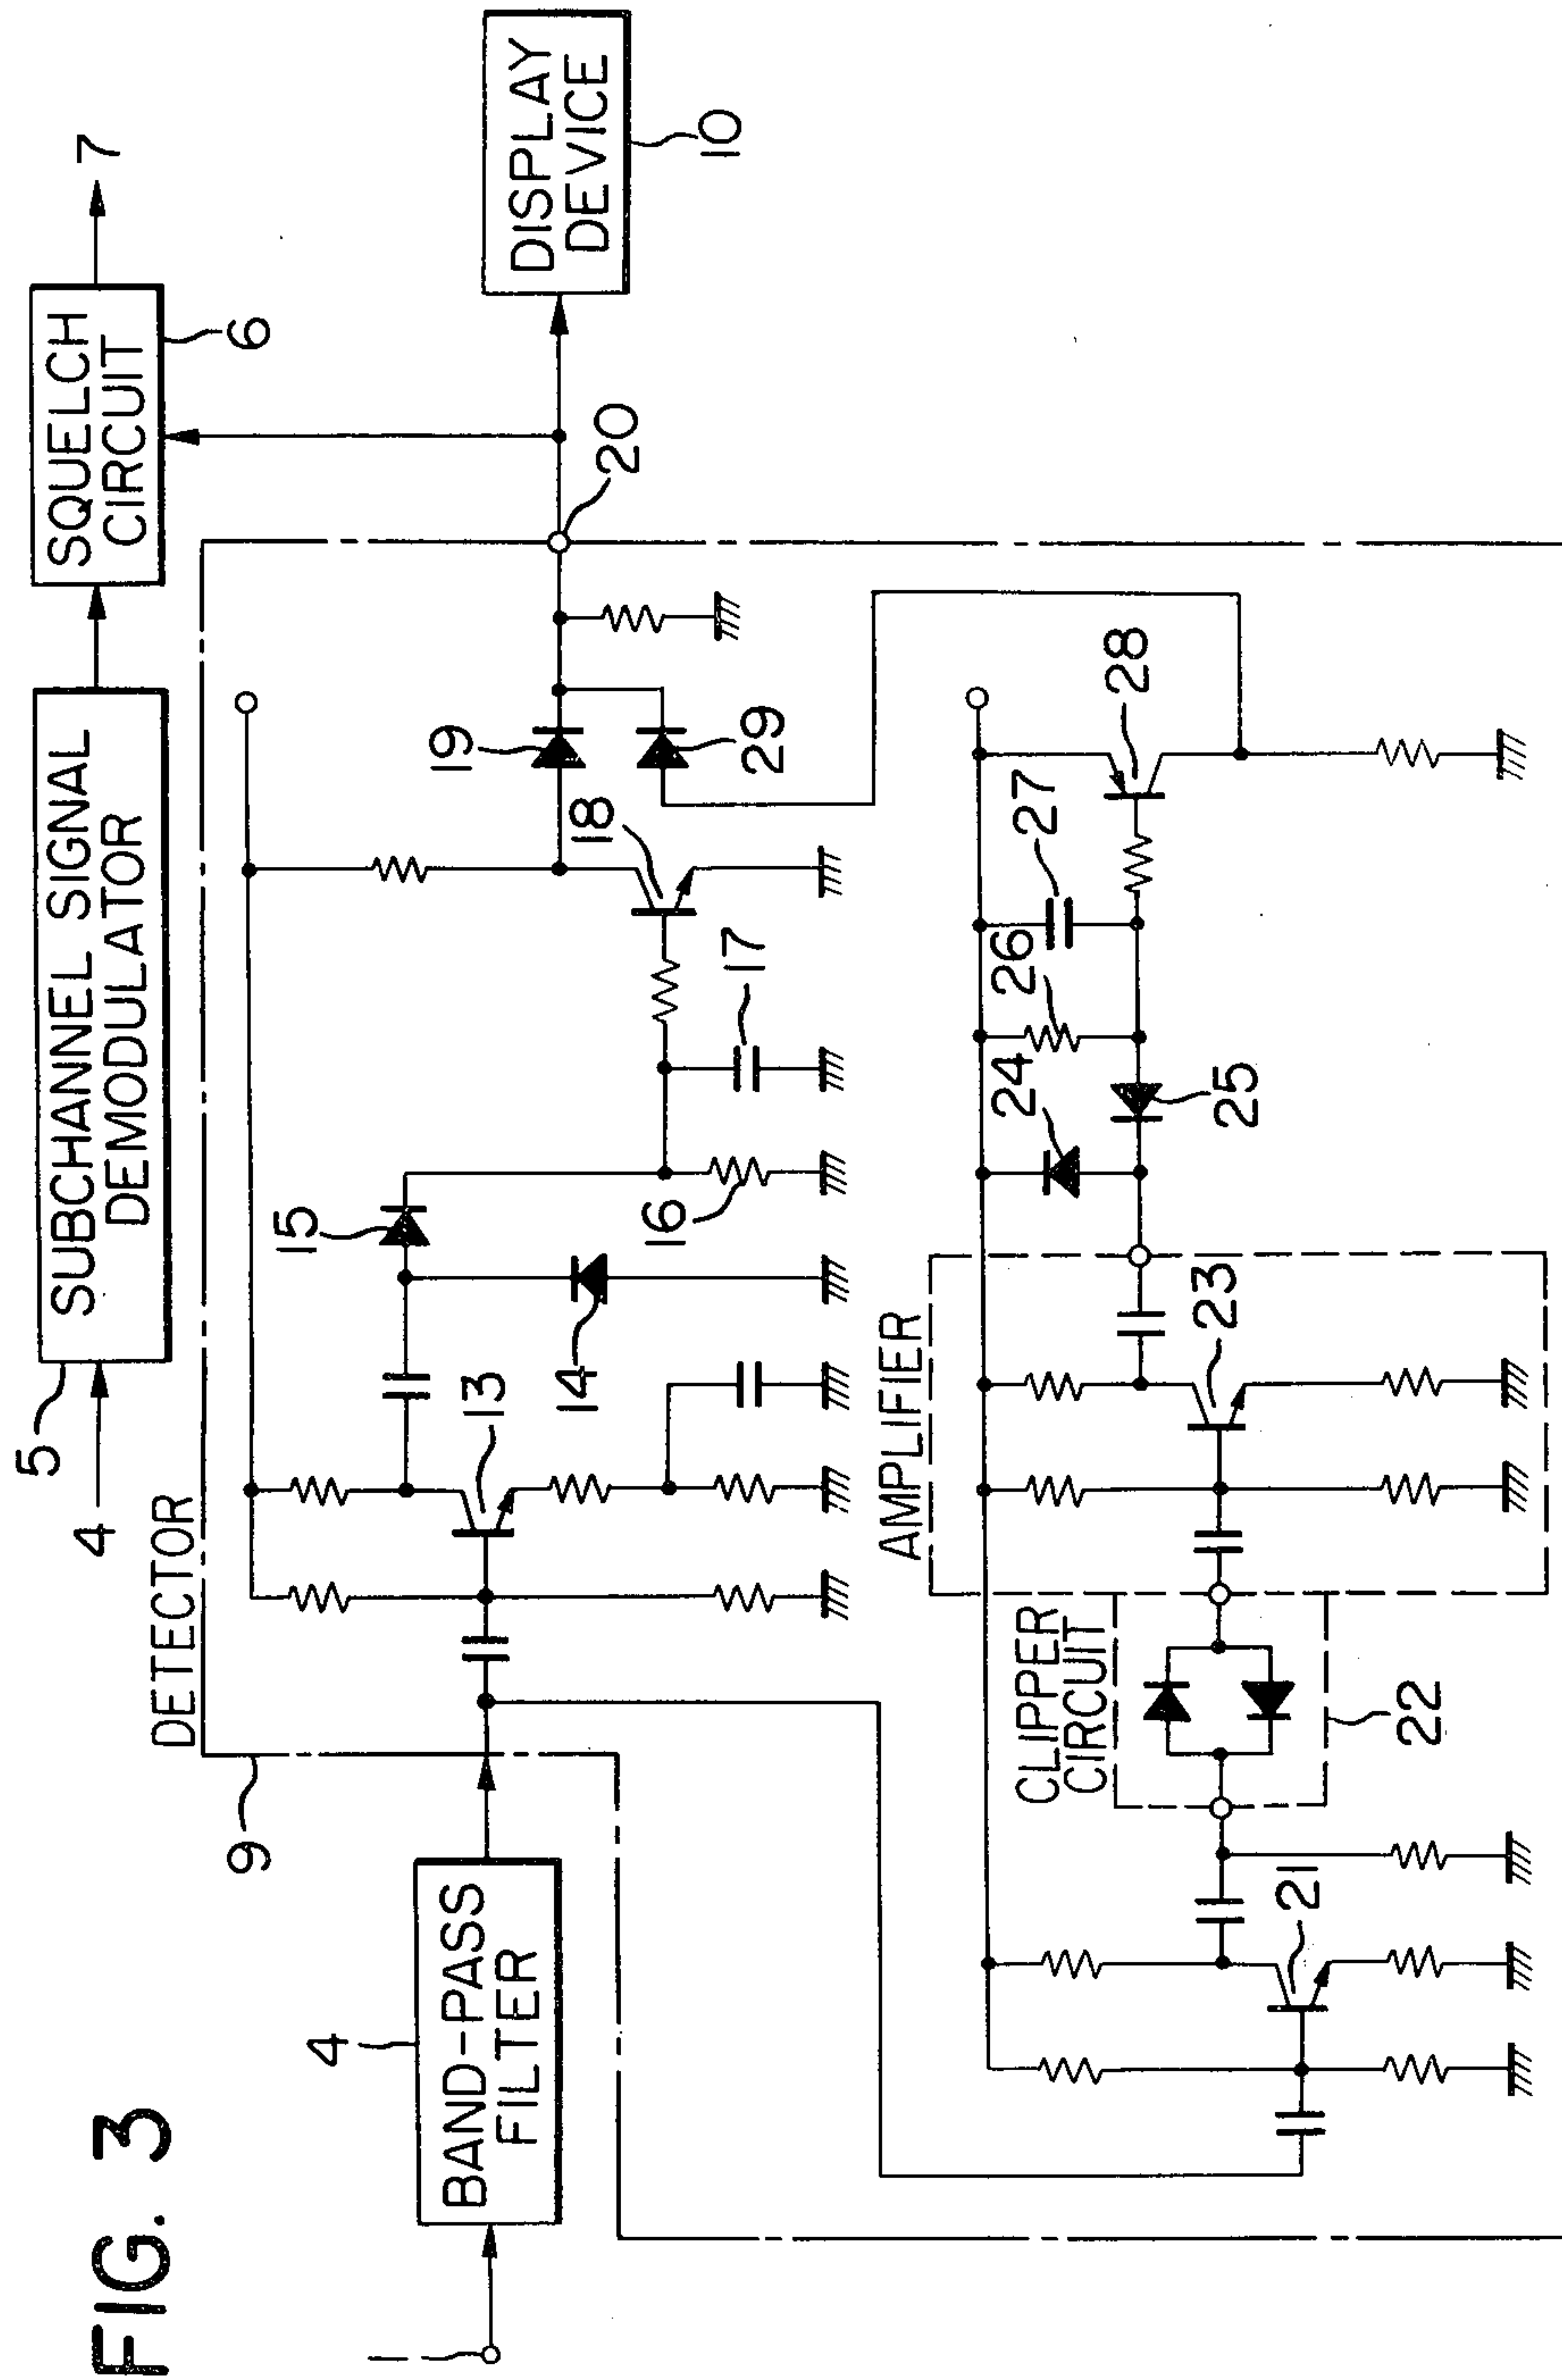 FIG. 3
4
5
SUBCHANNEL SIGNAL
DEMODULATOR
SQUELCH
CIRCUIT
6
7
1
4
BAND-PASS
FILTER
9
DETECTOR
13
14
15
16
17
18
19
29
20
DISPLAY
DEVICE
10
21
CLIPPER
CIRCUIT
22
AMPLIFIER
23
24
25
26
27
28